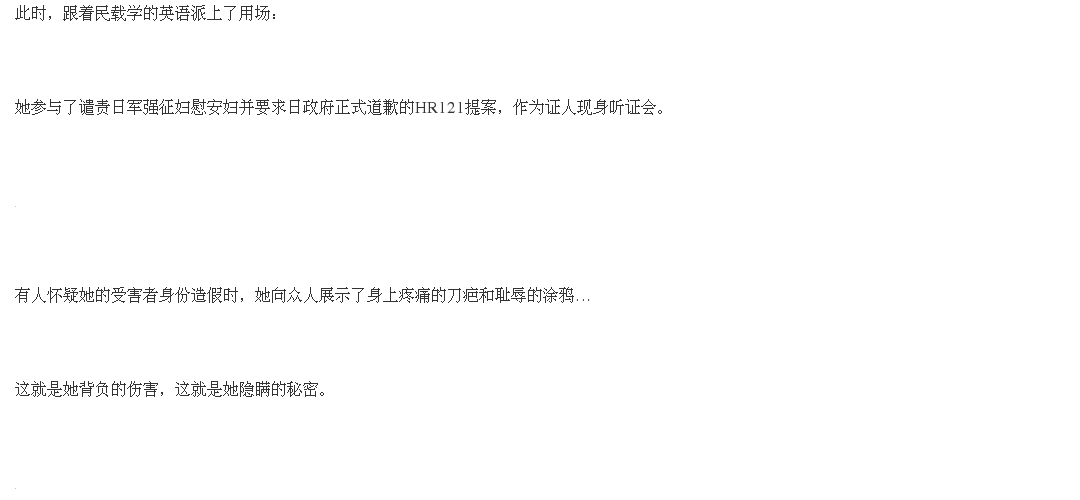 此时，跟着民载学的英语派上了用场：
她参与了谴责日军强征妇慰安妇并要求日政府正式道歉的HR121提案，作为证人现身听证会。
有人怀疑她的受害者身份造假时，她向众人展示了身上疼痛的刀疤和耻辱的涂鸦…
这就是她背负的伤害，这就是她隐瞒的秘密。